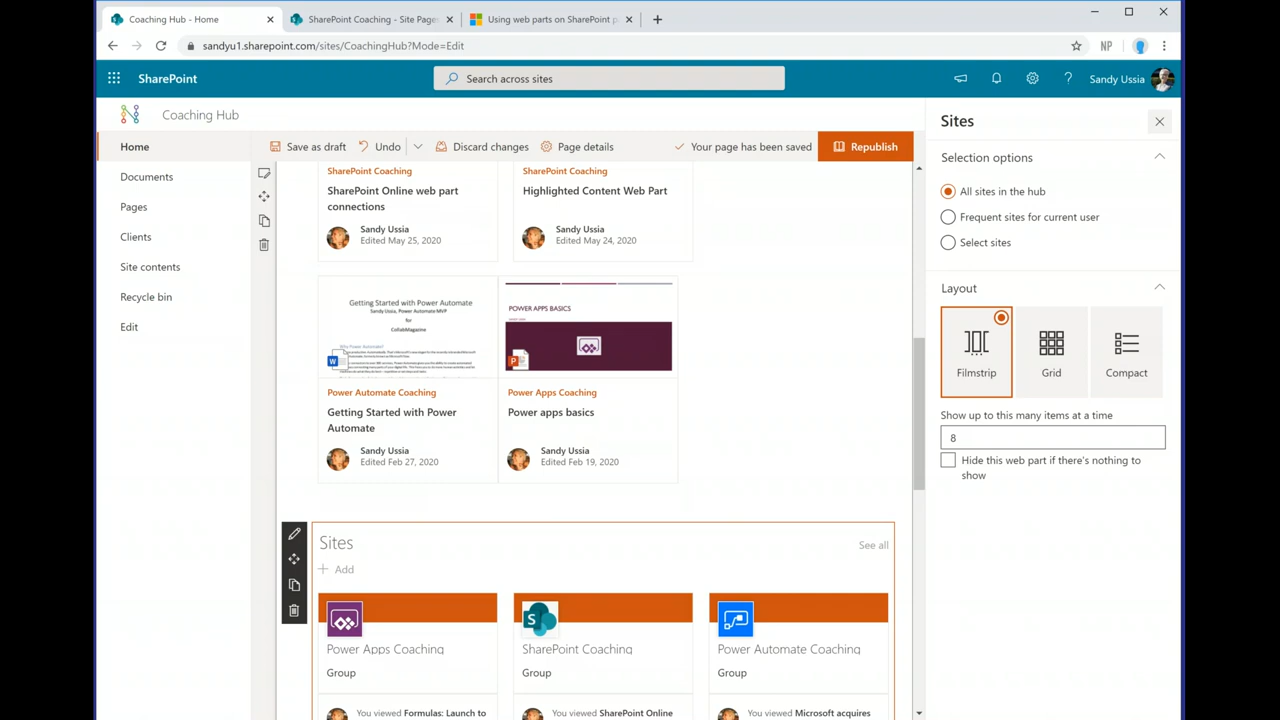 Coaching Hub - Home
SharePoint Coaching - Site Pages
Using web parts on SharePoint p
sandyu1.sharepoint.com/sites/CoachingHub?Mode=Edit
NP
SharePoint
Search across sites
Sandy Ussia
Coaching Hub
Home
Documents
Pages
Clients
Site contents
Recycle bin
Edit
Save as draft
Undo
Discard changes
Page details
Your page has been saved
Republish
SharePoint Coaching
SharePoint Online web part
connections
Sandy Ussia
Edited May 25, 2020
SharePoint Coaching
Highlighted Content Web Part
Sandy Ussia
Edited May 24, 2020
Getting Started with Power Automate
Sandy Ussia, Power Automate MVP
for
CollabMagazine
Why Power Automate?
Power Automate Coaching
Getting Started with Power
Automate
Sandy Ussia
Edited Feb 27, 2020
POWER APPS BASICS
Power Apps Coaching
Power apps basics
Sandy Ussia
Edited Feb 19, 2020
Sites
See all
Add
Power Apps Coaching
Group
You viewed Formulas: Launch to
SharePoint Coaching
Group
You viewed SharePoint Online
Power Automate Coaching
Group
You viewed Microsoft acquires
Sites
Selection options
All sites in the hub
Frequent sites for current user
Select sites
Layout
Filmstrip
Grid
Compact
Show up to this many items at a time
8
Hide this web part if there's nothing to
show